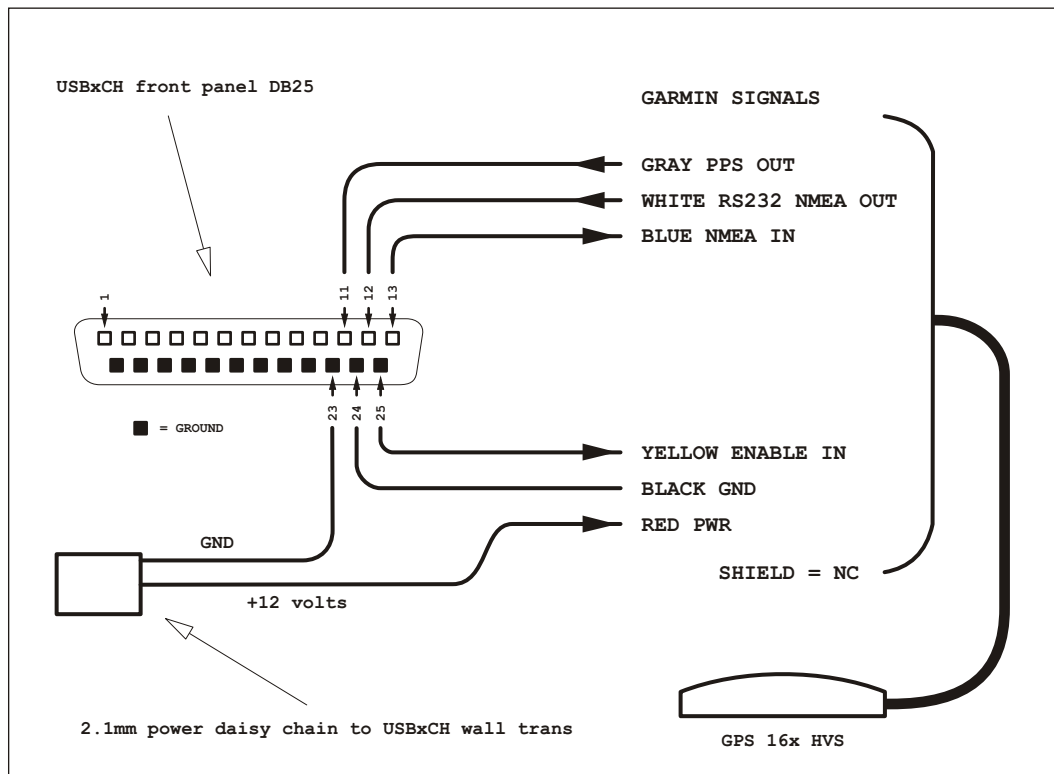 USBxCH front panel DB25
GARMIN SIGNALS
GRAY PPS OUT
WHITE RS232 NMEA OUT
BLUE NMEA IN
1
11
12
13
23
24
25
= GROUND
YELLOW ENABLE IN
BLACK GND
RED PWR
GND
SHIELD = NC
+12 volts
2.1mm power daisy chain to USBxCH wall trans
GPS 16x HVS